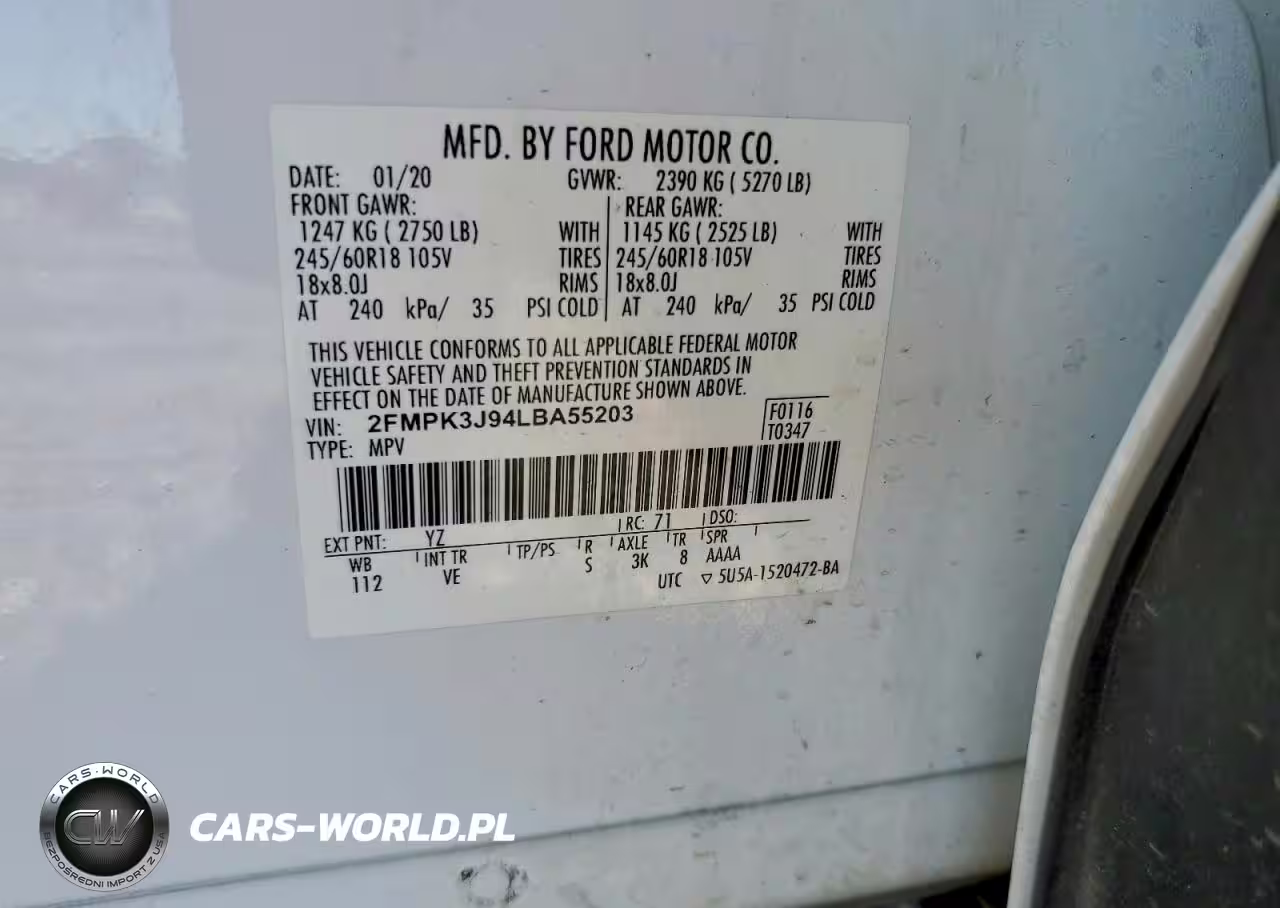 MFD. BY FORD MOTOR CO.
DATE: 01/20 GVWR: 2390 KG ( 5270 LB)
FRONT GAWR: REAR GAWR:
1247 KG ( 2750 LB) WITH 1145 KG ( 2525 LB) WITH
245/60R18 105V TIRES 245/60R18 105V TIRES
18x8.0J RIMS 18x8.0J RIMS
AT 240 kPa/ 35 PSI COLD AT 240 kPa/ 35 PSI COLD
THIS VEHICLE CONFORMS TO ALL APPLICABLE FEDERAL MOTOR
VEHICLE SAFETY AND THEFT PREVENTION STANDARDS IN
EFFECT ON THE DATE OF MANUFACTURE SHOWN ABOVE.
VIN: 2FMPK3J94LBA55203 F0116
TYPE: MPV T0347
EXT PNT: YZ RC: 71 DSO:
WB INT TR TP/PS R AXLE TR SPR
112 VE S 3K 8 AAAA
UTC ▽ 5U5A-1520472-BA
CARS-WORLD
CW
BEZPOŚREDNI IMPORT Z USA
CARS-WORLD.PL